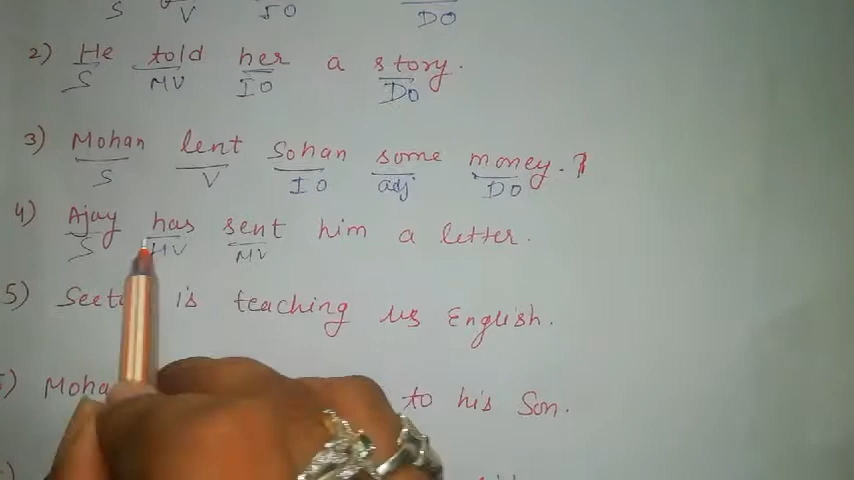 S V IO DO
2) He told her a story.
S MV IO DO
3) Mohan lent Sohan some money.
S V IO adj DO
4) Ajay has sent him a letter.
S HV MV
5) is teaching us English.
to his Son.